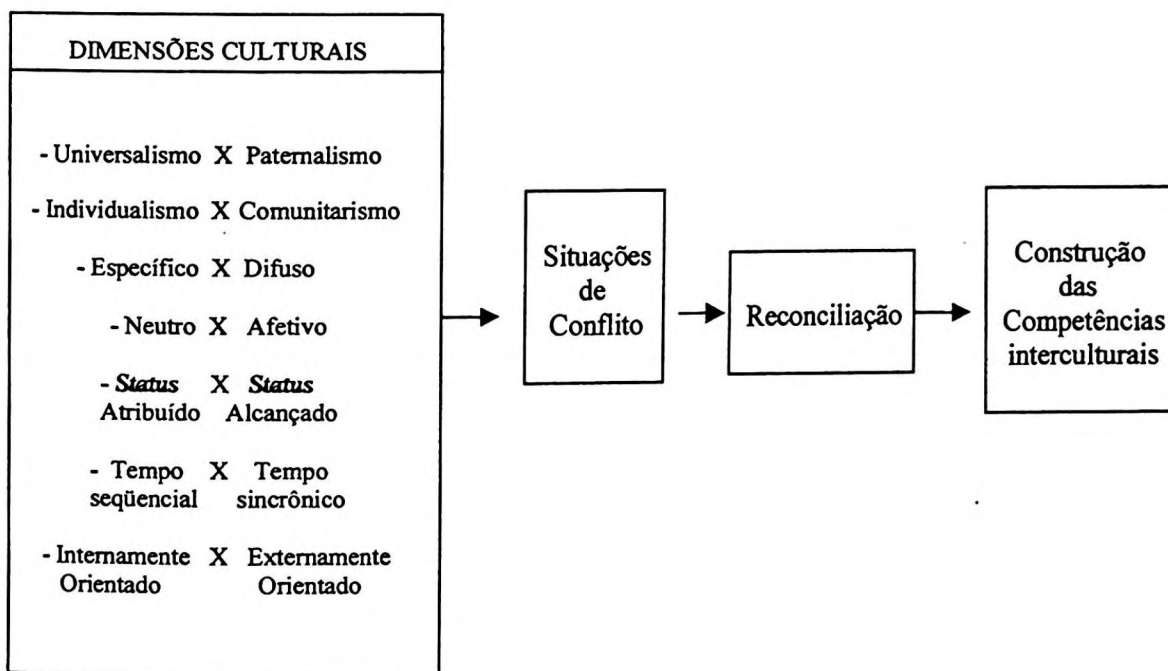 DIMENSÕES CULTURAIS
- Universalismo X Paternalismo
- Individualismo X Comunitarismo
- Específico X Difuso
- Neutro X Afetivo
- Status X Status
Atribuído Alcançado
- Tempo X Tempo
seqüencial sincrônico
- Internamente X Externamente
Orientado Orientado
Situações
de
Conflito
Reconciliação
Construção
das
Competências
interculturais